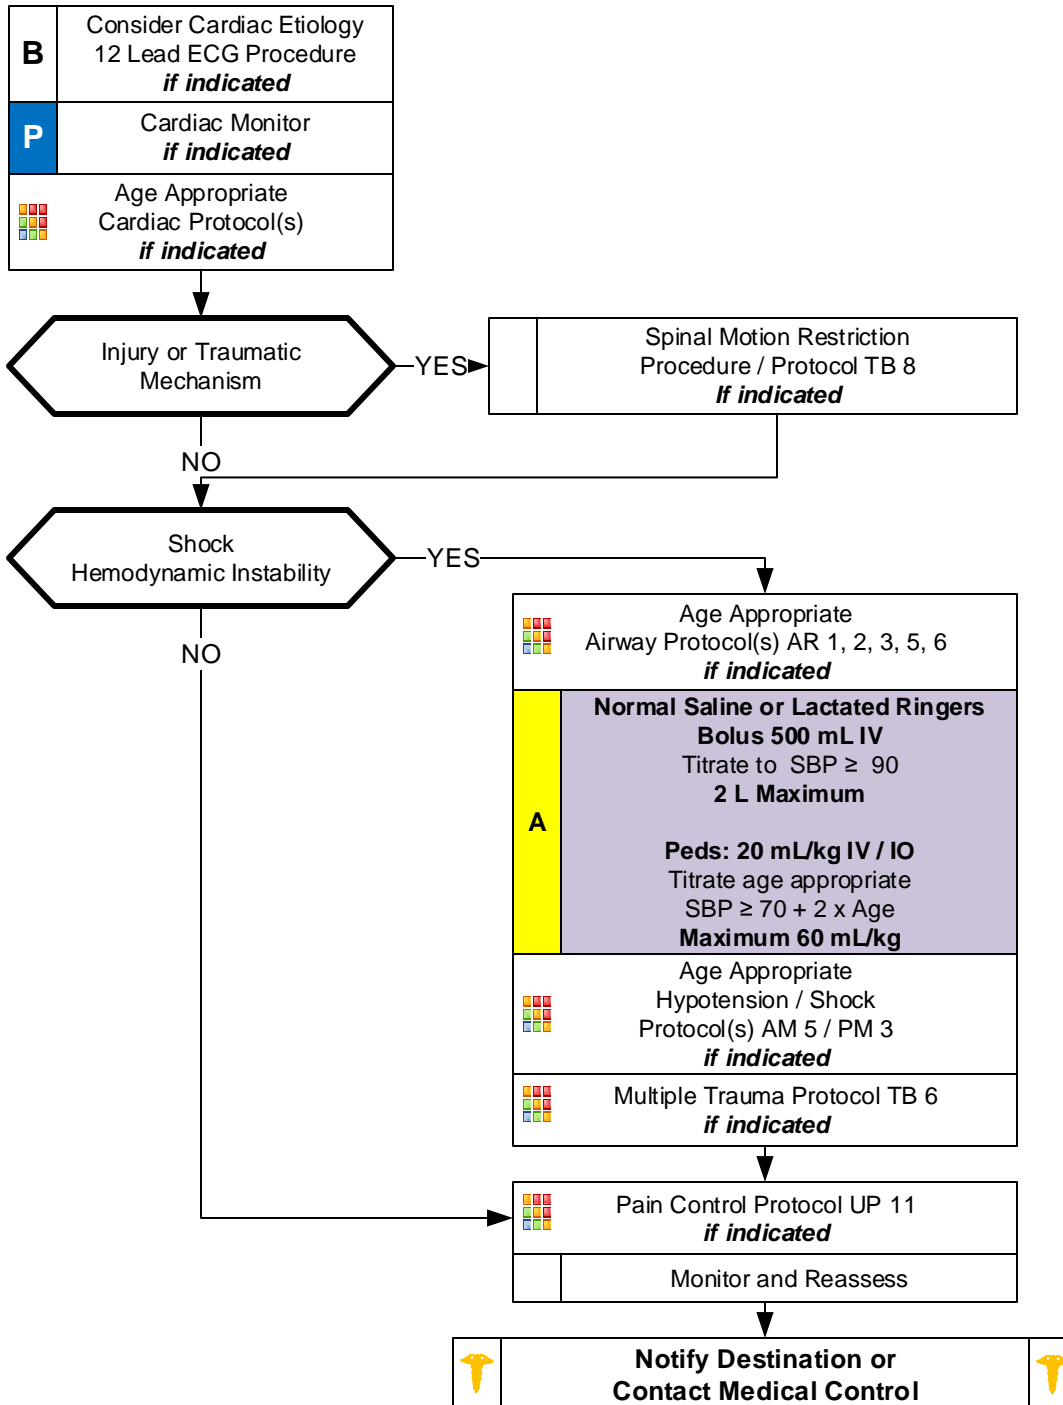 B
Consider Cardiac Etiology
12 Lead ECG Procedure
if indicated
P
Cardiac Monitor
if indicated
Age Appropriate
Cardiac Protocol(s)
if indicated
Injury or Traumatic
Mechanism
YES
Spinal Motion Restriction
Procedure / Protocol TB 8
If indicated
NO
Shock
Hemodynamic Instability
YES
NO
Age Appropriate
Airway Protocol(s) AR 1, 2, 3, 5, 6
if indicated
A
Normal Saline or Lactated Ringers
Bolus 500 mL IV
Titrate to SBP ≥ 90
2 L Maximum
Peds: 20 mL/kg IV / IO
Titrate age appropriate
SBP ≥ 70 + 2 x Age
Maximum 60 mL/kg
Age Appropriate
Hypotension / Shock
Protocol(s) AM 5 / PM 3
if indicated
Multiple Trauma Protocol TB 6
if indicated
Pain Control Protocol UP 11
if indicated
Monitor and Reassess
Notify Destination or
Contact Medical Control